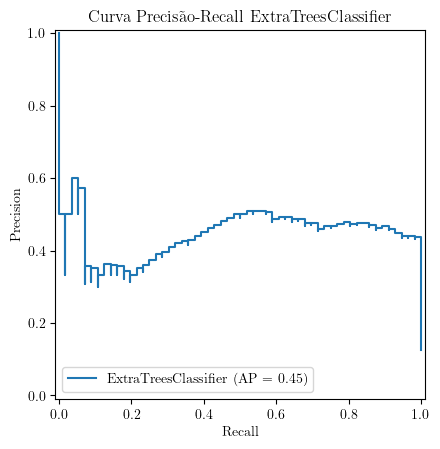 Curva Precisão-Recall ExtraTreesClassifier
1.0
0.8
0.6
0.4
0.2
0.0
Precision
ExtraTreesClassifier (AP = 0.45)
0.0 0.2 0.4 0.6 0.8 1.0
Recall